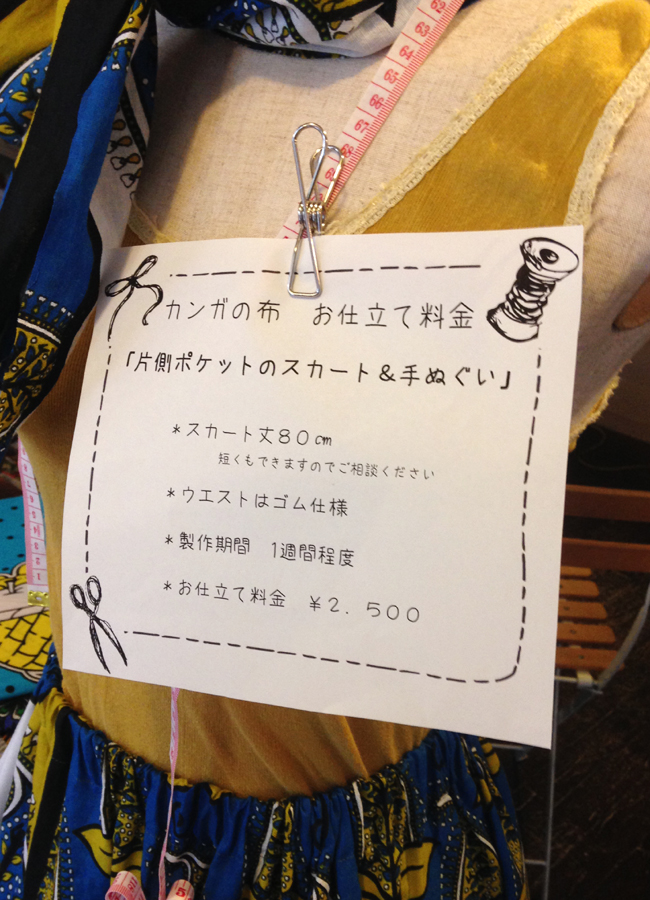 カンガの布　お仕立て料金
「片側ポケットのスカート＆手ぬぐい」
＊スカート丈８０㎝
短くもできますのでご相談ください
＊ウエストはゴム仕様
＊製作期間　１週間程度
＊お仕立て料金　￥２．５００